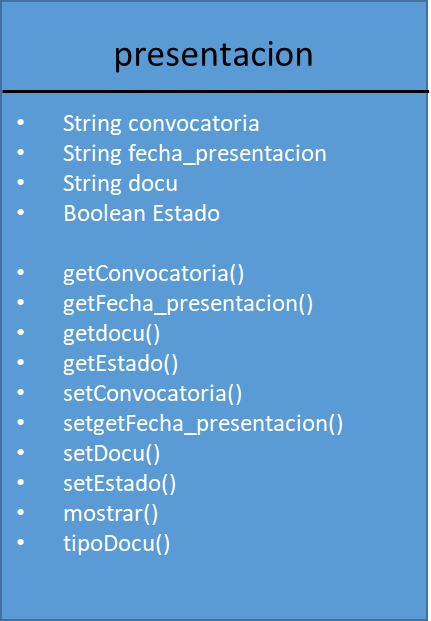 presentacion
• String convocatoria
• String fecha_presentacion
• String docu
• Boolean Estado
• getConvocatoria()
• getFecha_presentacion()
• getdocu()
• getEstado()
• setConvocatoria()
• setgetFecha_presentacion()
• setDocu()
• setEstado()
• mostrar()
• tipoDocu()